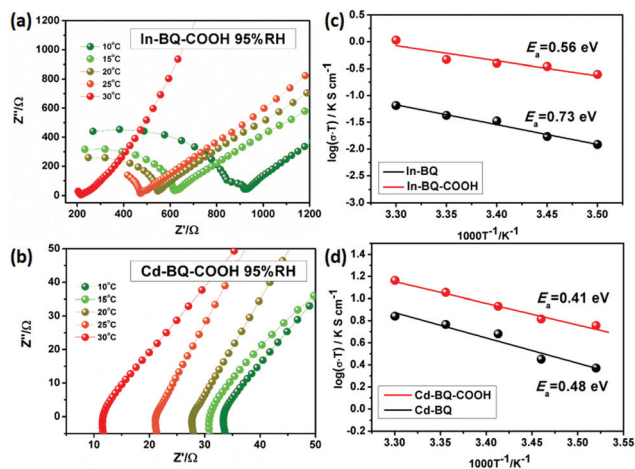 (a)
In-BQ-COOH 95%RH
10°C
15°C
20°C
25°C
30°C
Z''/Ω
1200
1000
800
600
400
200
0
0 200 400 600 800 1000 1200
Z'/Ω
(b)
Cd-BQ-COOH 95%RH
10°C
15°C
20°C
25°C
30°C
Z''/Ω
50
40
30
20
10
0
0 10 20 30 40 50
Z'/Ω
(c)
Ea=0.56 eV
Ea=0.73 eV
In-BQ
In-BQ-COOH
log(σ·T) / K S cm⁻¹
0.5
0.0
-0.5
-1.0
-1.5
-2.0
-2.5
3.30 3.35 3.40 3.45 3.50
1000T⁻¹/K⁻¹
(d)
Ea=0.41 eV
Ea=0.48 eV
Cd-BQ-COOH
Cd-BQ
log(σ·T) / K S cm⁻¹
2.4
2.0
1.6
1.2
0.8
0.4
0.0
-0.2
3.30 3.35 3.40 3.45 3.50 3.55
1000T⁻¹/K⁻¹